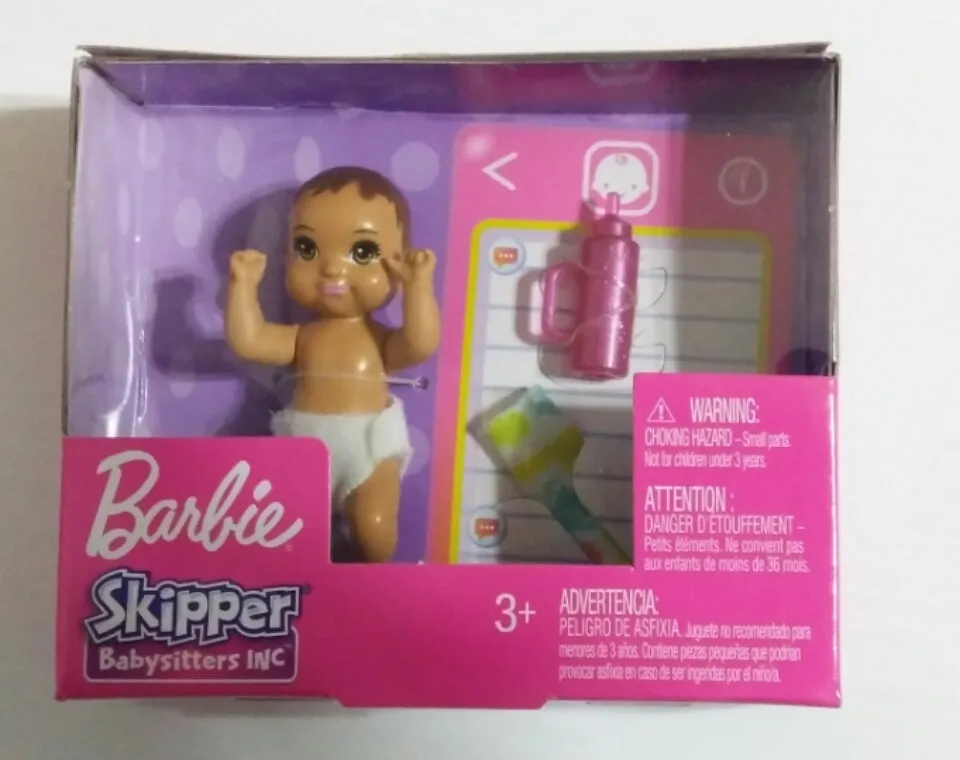 <
i
WARNING:
CHOKING HAZARD – Small parts.
Not for children under 3 years.
ATTENTION :
DANGER D'ÉTOUFFEMENT –
Petits éléments. Ne convient pas
aux enfants de moins de 36 mois.
Barbie
Skipper
Babysitters INC
3+
ADVERTENCIA:
PELIGRO DE ASFIXIA. Juguete no recomendado para
menores de 3 años. Contiene piezas pequeñas que podrían
provocar asfixia en caso de ser ingeridas por el niño/a.